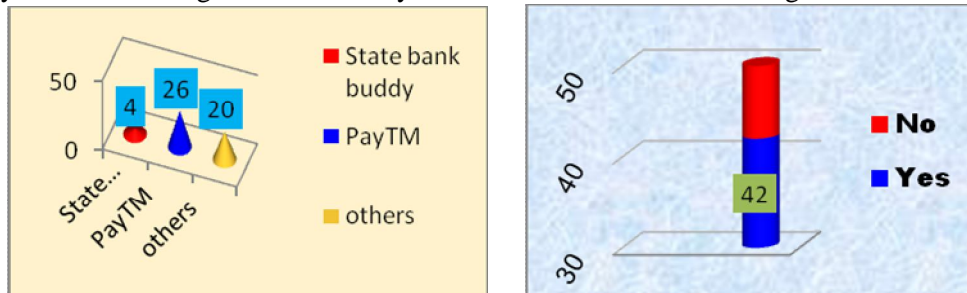 50
0
4
26
20
State...
PayTM
others
State bank
buddy
PayTM
others
50
40
30
42
No
Yes